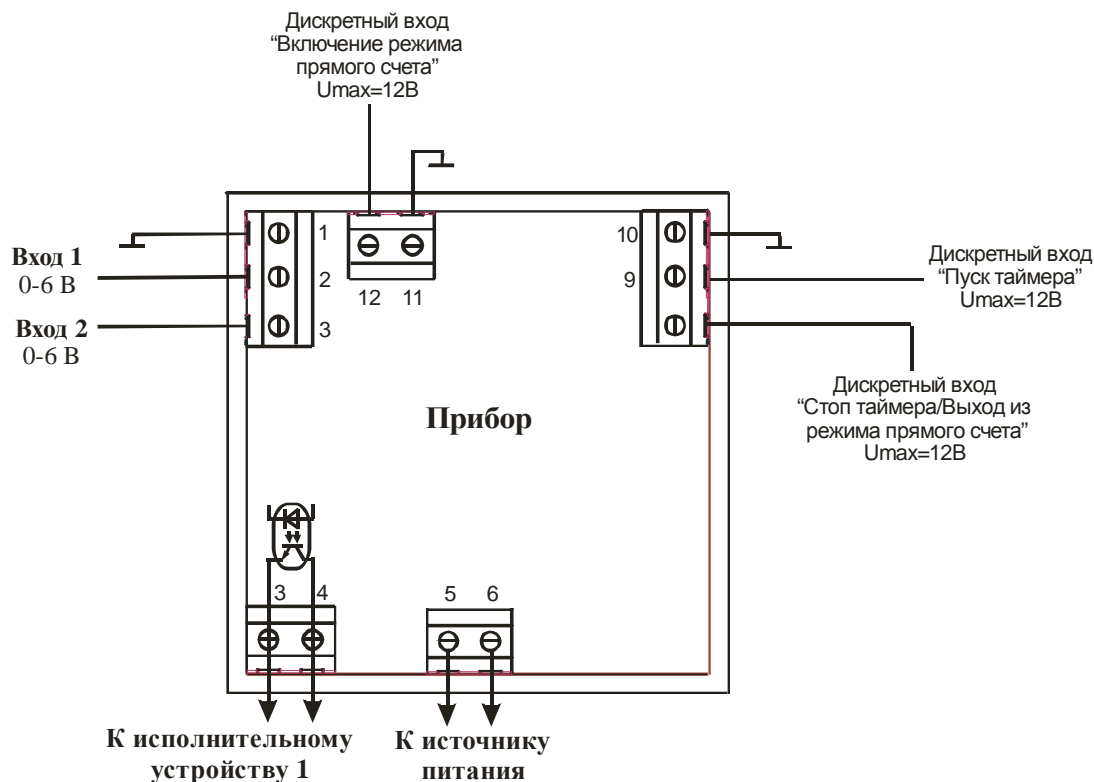 Дискретный вход
“Включение режима
прямого счета”
Umax=12В
1
2
3
Вход 1
0-6 В
Вход 2
0-6 В
12 11
10
9
Дискретный вход
“Пуск таймера”
Umax=12В
Дискретный вход
“Стоп таймера/Выход из
режима прямого счета”
Umax=12В
Прибор
3 4
5 6
К исполнительному
устройству 1
К источнику
питания